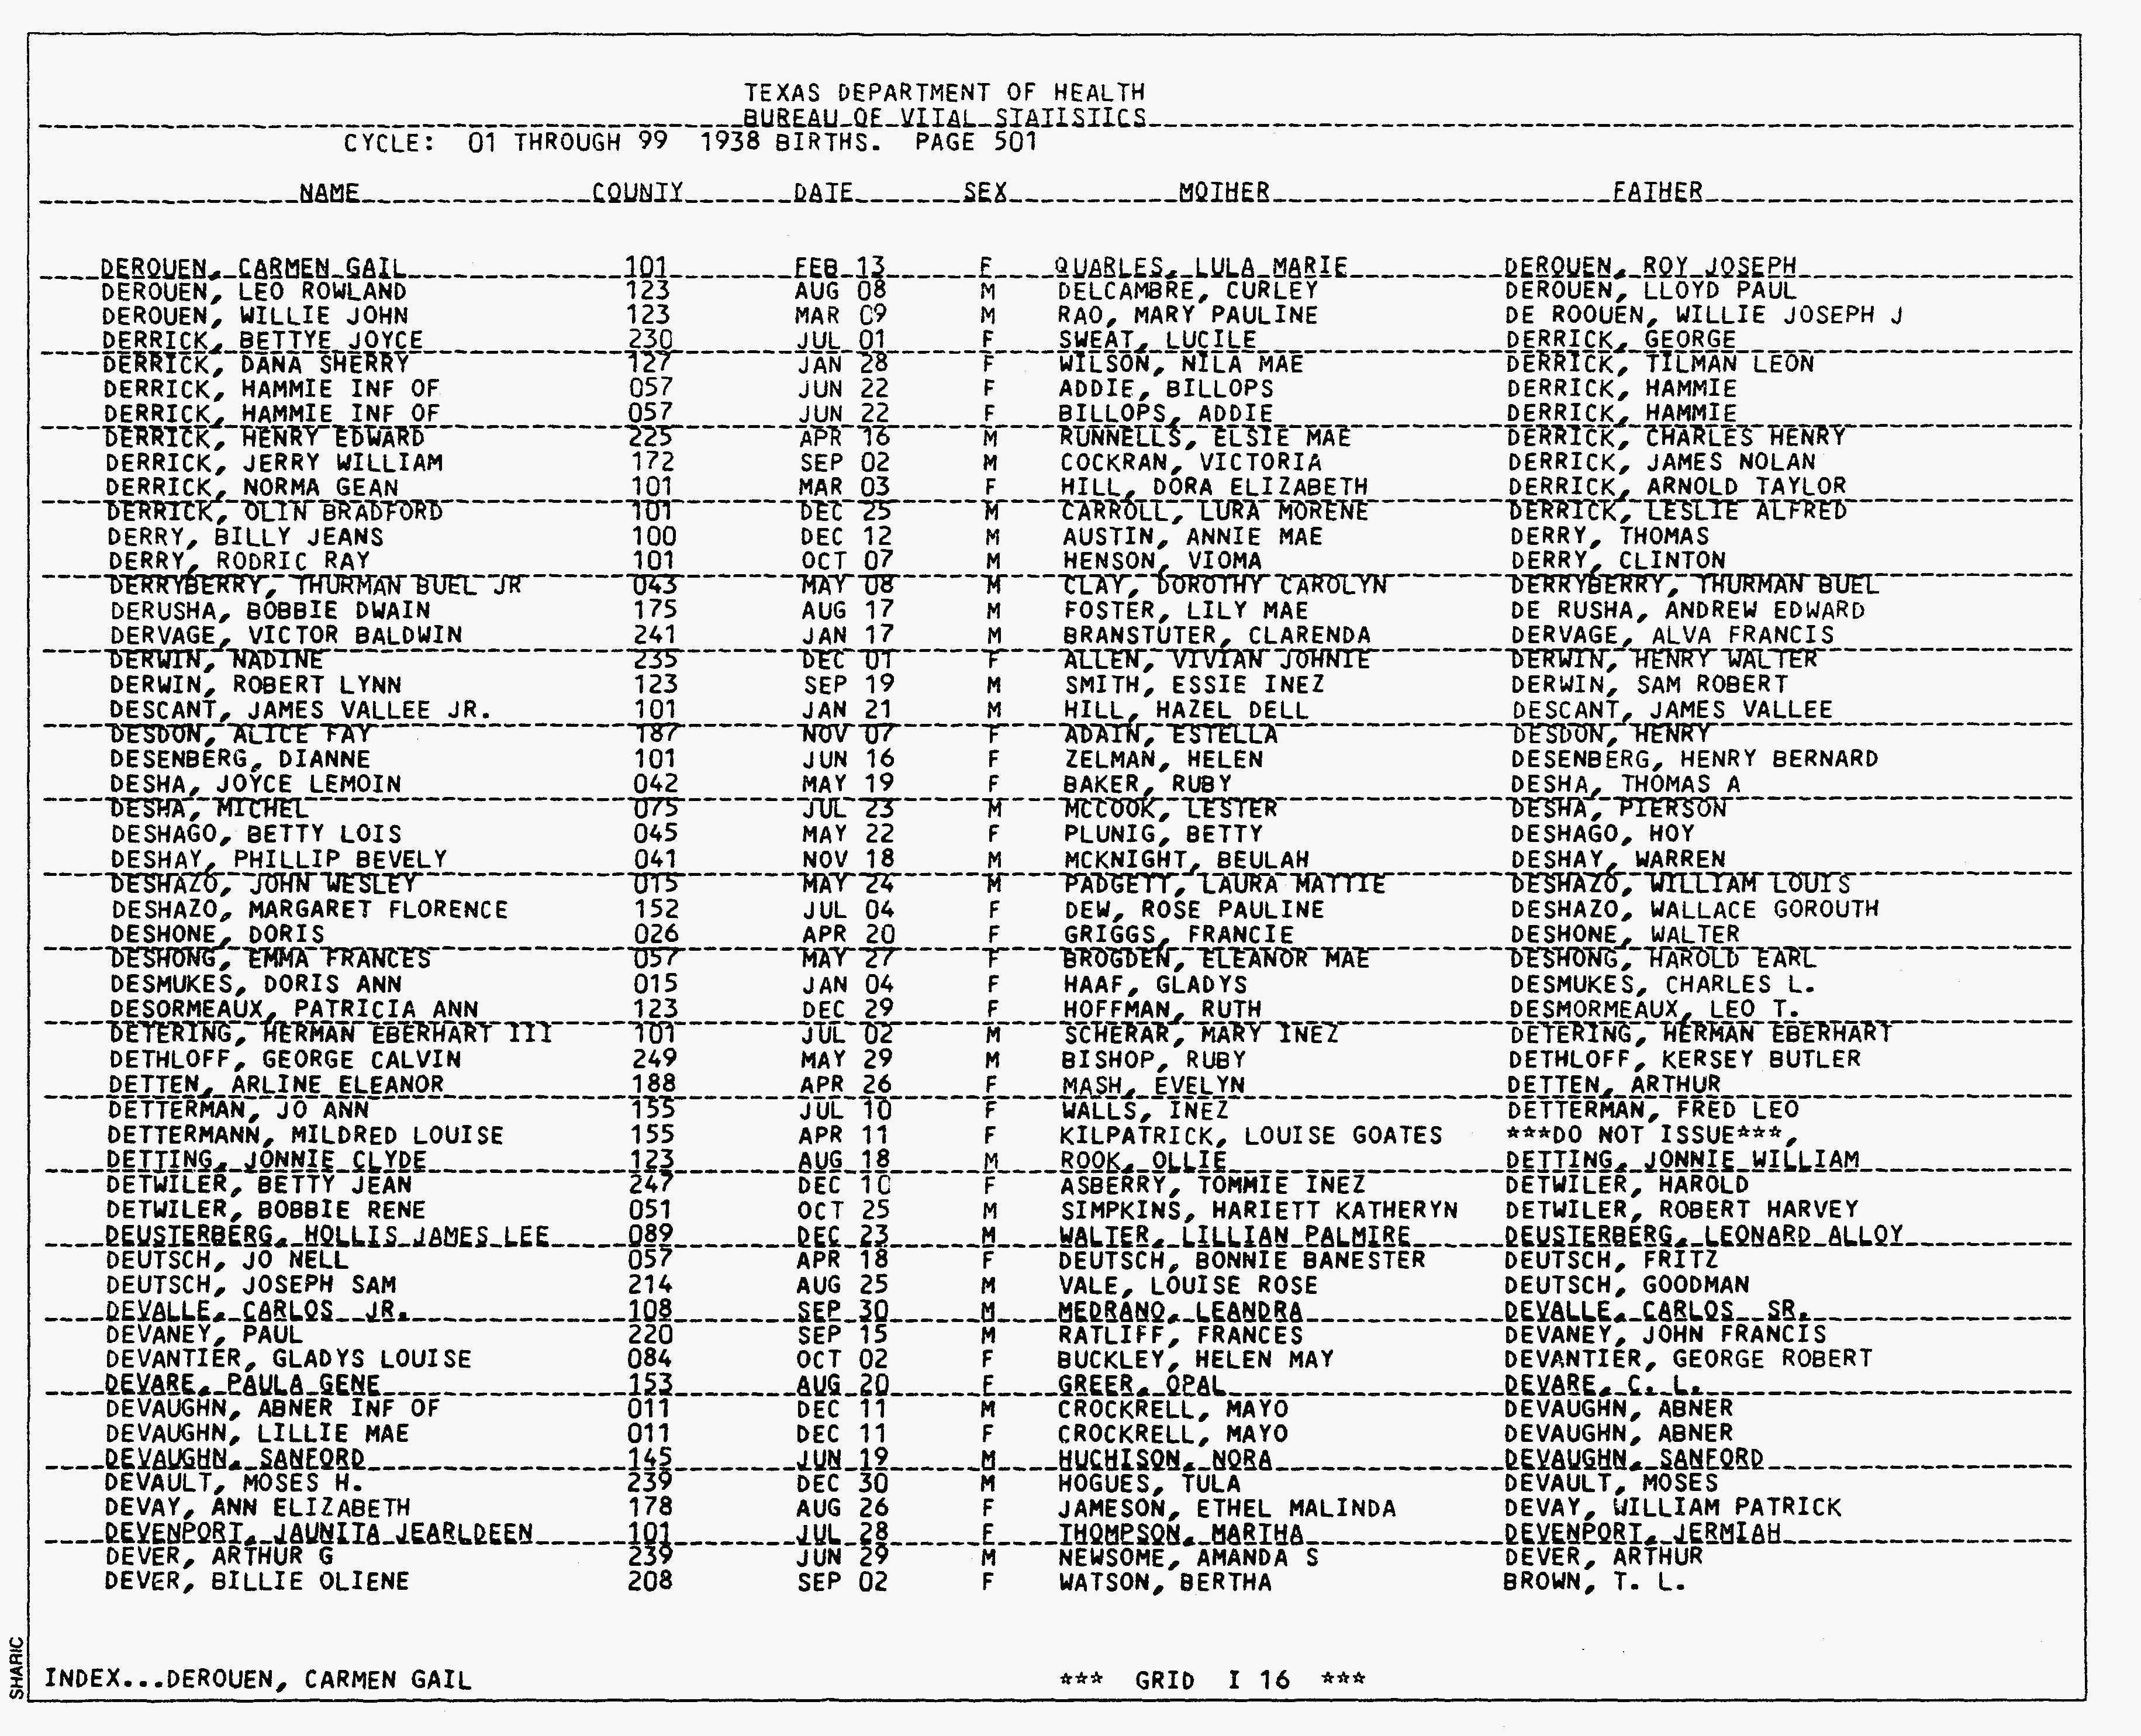 TEXAS DEPARTMENT OF HEALTH
BUREAU OF VITAL STATISTICS
CYCLE: 01 THROUGH 99 1938 BIRTHS. PAGE 501
NAME COUNTY DATE SEX MOTHER FATHER
DEROUEN, CARMEN GAIL 101 FEB 13 F QUARLES, LULA MARIE DEROUEN, ROY JOSEPH
DEROUEN, LEO ROWLAND 123 AUG 08 M DELCAMBRE, CURLEY DEROUEN, LLOYD PAUL
DEROUEN, WILLIE JOHN 123 MAR 09 M RAO, MARY PAULINE DE ROOUEN, WILLIE JOSEPH J
DERRICK, BETTYE JOYCE 230 JUL 01 F SWEAT, LUCILE DERRICK, GEORGE
DERRICK, DANA SHERRY 127 JAN 28 F WILSON, NILA MAE DERRICK, TILMAN LEON
DERRICK, HAMMIE INF OF 057 JUN 22 F ADDIE, BILLOPS DERRICK, HAMMIE
DERRICK, HAMMIE INF OF 057 JUN 22 F BILLOPS, ADDIE DERRICK, HAMMIE
DERRICK, HENRY EDWARD 225 APR 16 M RUNNELLS, ELSIE MAE DERRICK, CHARLES HENRY
DERRICK, JERRY WILLIAM 172 SEP 02 M COCKRAN, VICTORIA DERRICK, JAMES NOLAN
DERRICK, NORMA GEAN 101 MAR 03 F HILL, DORA ELIZABETH DERRICK, ARNOLD TAYLOR
DERRICK, OLIN BRADFORD 101 DEC 25 M CARROLL, LURA MORENE DERRICK, LESLIE ALFRED
DERRY, BILLY JEANS 100 DEC 12 M AUSTIN, ANNIE MAE DERRY, THOMAS
DERRY, RODRIC RAY 101 OCT 07 M HENSON, VIOMA DERRY, CLINTON
DERRYBERRY, THURMAN BUEL JR 043 MAY 08 M CLAY, DOROTHY CAROLYN DERRYBERRY, THURMAN BUEL
DERUSHA, BOBBIE DWAIN 175 AUG 17 M FOSTER, LILY MAE DE RUSHA, ANDREW EDWARD
DERVAGE, VICTOR BALDWIN 241 JAN 17 M BRANSTUTER, CLARENDA DERVAGE, ALVA FRANCIS
DERWIN, NADINE 235 DEC 01 F ALLEN, VIVIAN JOHNIE DERWIN, HENRY WALTER
DERWIN, ROBERT LYNN 123 SEP 19 M SMITH, ESSIE INEZ DERWIN, SAM ROBERT
DESCANT, JAMES VALLEE JR. 101 JAN 21 M HILL, HAZEL DELL DESCANT, JAMES VALLEE
DESDON, ALICE FAY 187 NOV 07 F ADAIN, ESTELLA DESDON, HENRY
DESENBERG, DIANNE 101 JUN 16 F ZELMAN, HELEN DESENBERG, HENRY BERNARD
DESHA, JOYCE LEMOIN 042 MAY 19 F BAKER, RUBY DESHA, THOMAS A
DESHA, MICHEL 075 JUL 23 M MCCOOK, LESTER DESHA, PIERSON
DESHAGO, BETTY LOIS 045 MAY 22 F PLUNIG, BETTY DESHAGO, HOY
DESHAY, PHILLIP BEVELY 041 NOV 18 M MCKNIGHT, BEULAH DESHAY, WARREN
DESHAZO, JOHN WESLEY 015 MAY 24 M PADGETT, LAURA MATTIE DESHAZO, WILLIAM LOUIS
DESHAZO, MARGARET FLORENCE 152 JUL 04 F DEW, ROSE PAULINE DESHAZO, WALLACE GOROUTH
DESHONE, DORIS 026 APR 20 F GRIGGS, FRANCIE DESHONE, WALTER
DESHONG, EMMA FRANCES 057 MAY 27 F BROGDEN, ELEANOR MAE DESHONG, HAROLD EARL
DESMUKES, DORIS ANN 015 JAN 04 F HAAF, GLADYS DESMUKES, CHARLES L.
DESORMEAUX, PATRICIA ANN 123 DEC 29 F HOFFMAN, RUTH DESMORMEAUX, LEO T.
DETERING, HERMAN EBERHART III 101 JUL 02 M SCHERAR, MARY INEZ DETERING, HERMAN EBERHART
DETHLOFF, GEORGE CALVIN 249 MAY 29 M BISHOP, RUBY DETHLOFF, KERSEY BUTLER
DETTEN, ARLINE ELEANOR 188 APR 26 F MASH, EVELYN DETTEN, ARTHUR
DETTERMAN, JO ANN 155 JUL 10 F WALLS, INEZ DETTERMAN, FRED LEO
DETTERMANN, MILDRED LOUISE 155 APR 11 F KILPATRICK, LOUISE GOATES ***DO NOT ISSUE***,
DETTING, JONNIE CLYDE 123 AUG 18 M ROOK, OLLIE DETTING, JONNIE WILLIAM
DETWILER, BETTY JEAN 247 DEC 10 F ASBERRY, TOMMIE INEZ DETWILER, HAROLD
DETWILER, BOBBIE RENE 051 OCT 25 M SIMPKINS, HARIETT KATHERYN DETWILER, ROBERT HARVEY
DEUSTERBERG, HOLLIS JAMES LEE 089 DEC 23 M WALTER, LILLIAN PALMIRE DEUSTERBERG, LEONARD ALLOY
DEUTSCH, JO NELL 057 APR 18 F DEUTSCH, BONNIE BANESTER DEUTSCH, FRITZ
DEUTSCH, JOSEPH SAM 214 AUG 25 M VALE, LOUISE ROSE DEUTSCH, GOODMAN
DEVALLE, CARLOS JR. 108 SEP 30 M MEDRANO, LEANDRA DEVALLE, CARLOS SR.
DEVANEY, PAUL 220 SEP 15 M RATLIFF, FRANCES DEVANEY, JOHN FRANCIS
DEVANTIER, GLADYS LOUISE 084 OCT 02 F BUCKLEY, HELEN MAY DEVANTIER, GEORGE ROBERT
DEVARE, PAULA GENE 153 AUG 20 F GREER, OPAL DEVARE, C. L.
DEVAUGHN, ABNER INF OF 011 DEC 11 M CROCKRELL, MAYO DEVAUGHN, ABNER
DEVAUGHN, LILLIE MAE 011 DEC 11 F CROCKRELL, MAYO DEVAUGHN, ABNER
DEVAUGHN, SANFORD 145 JUN 19 M HUCHISON, NORA DEVAUGHN, SANFORD
DEVAULT, MOSES H. 239 DEC 30 M HOGUES, TULA DEVAULT, MOSES
DEVAY, ANN ELIZABETH 178 AUG 26 F JAMESON, ETHEL MALINDA DEVAY, WILLIAM PATRICK
DEVENPORT, JAUNITA JEARLDEEN 101 JUL 28 F THOMPSON, MARTHA DEVENPORT, JERMIAH
DEVER, ARTHUR G 239 JUN 29 M NEWSOME, AMANDA S DEVER, ARTHUR
DEVER, BILLIE OLIENE 208 SEP 02 F WATSON, BERTHA BROWN, T. L.
SHARIC
INDEX...DEROUEN, CARMEN GAIL *** GRID I 16 ***